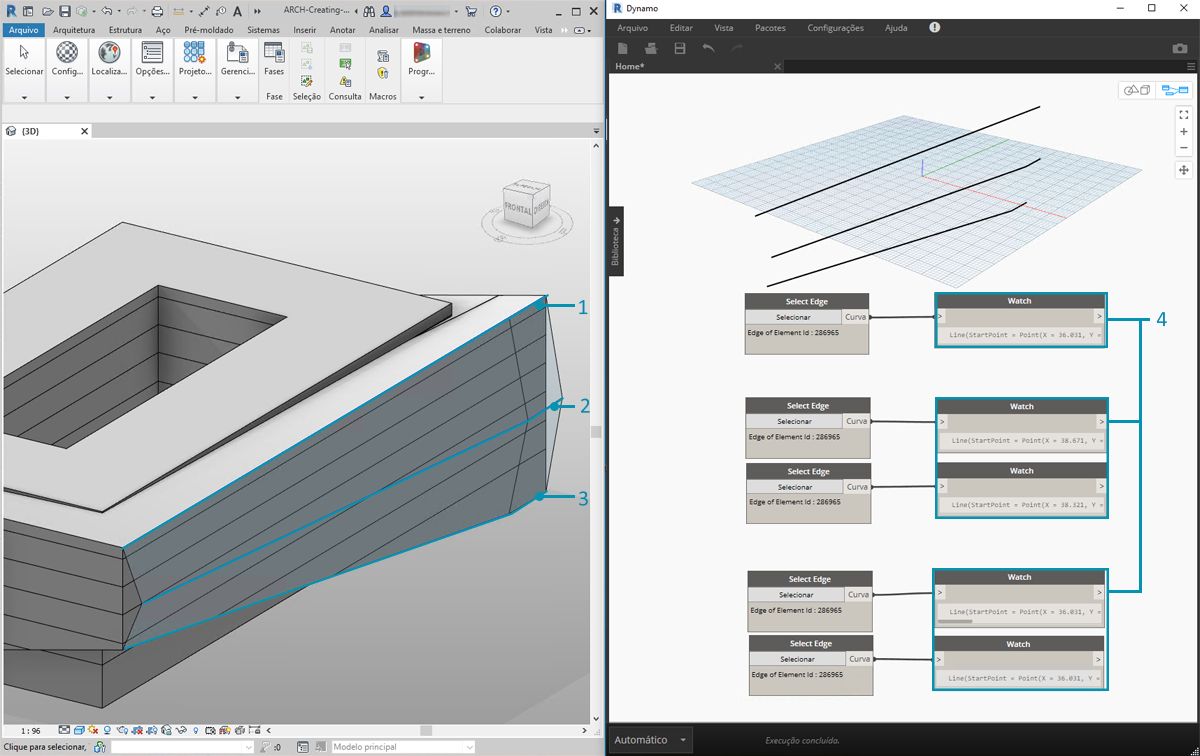 ARCH-Creating-...
Arquivo Arquitetura Estrutura Aço Pré-moldado Sistemas Inserir Anotar Analisar Massa e terreno Colaborar Vista
Selecionar Config... Localiza... Opções... Projeto... Gerenci... Fases Progr...
Fase Seleção Consulta Macros
{3D}
FRONTAL
1
2
3
1 : 96
Clique para selecionar,
:0
Modelo principal
Dynamo
Arquivo Editar Vista Pacotes Configurações Ajuda
Home*
Biblioteca
Select Edge
Selecionar Curva
Edge of Element Id : 286965
Watch
> >
Line(StartPoint = Point(X = 36.031, Y =
4
Select Edge
Selecionar Curva
Edge of Element Id : 286965
Watch
> >
Line(StartPoint = Point(X = 38.671, Y =
Select Edge
Selecionar Curva
Edge of Element Id : 286965
Watch
> >
Line(StartPoint = Point(X = 38.321, Y =
Select Edge
Selecionar Curva
Edge of Element Id : 286965
Watch
> >
Line(StartPoint = Point(X = 36.031, Y =
Select Edge
Selecionar Curva
Edge of Element Id : 286965
Watch
> >
Line(StartPoint = Point(X = 36.031, Y =
Automático
Execução concluída.